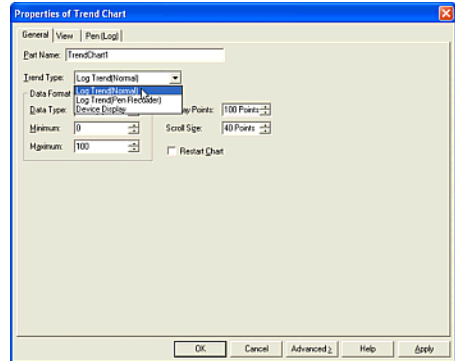 Properties of Trend Chart
General View Pen (Log)
Part Name: TrendChart1
Trend Type: Log Trend(Normal)
Log Trend(Normal)
Log Trend(Pen Recorder)
Device Display
Data Format
Data Type:
Points: 100 Points
Minimum: 0
Scroll Size: 40 Points
Maximum: 100
Restart Chart
OK Cancel Advanced > Help Apply